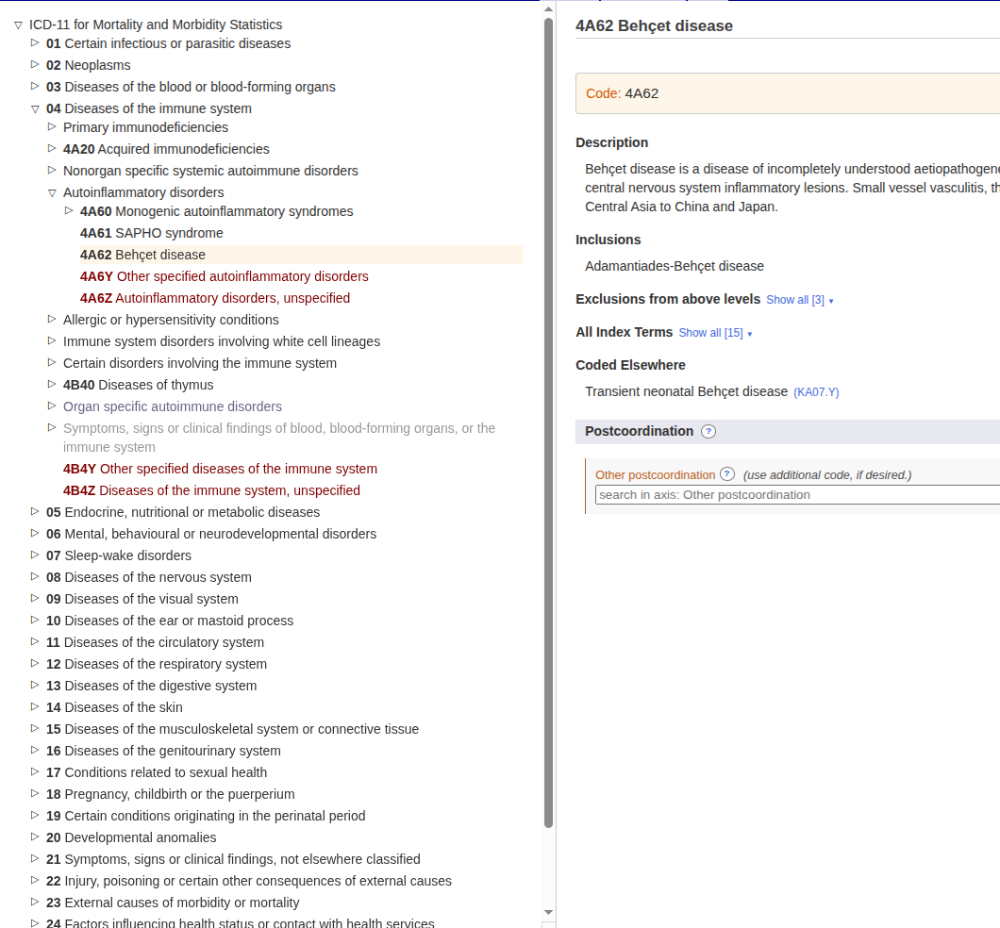 ICD-11 for Mortality and Morbidity Statistics
01 Certain infectious or parasitic diseases
02 Neoplasms
03 Diseases of the blood or blood-forming organs
04 Diseases of the immune system
Primary immunodeficiencies
4A20 Acquired immunodeficiencies
Nonorgan specific systemic autoimmune disorders
Autoinflammatory disorders
4A60 Monogenic autoinflammatory syndromes
4A61 SAPHO syndrome
4A62 Behçet disease
4A6Y Other specified autoinflammatory disorders
4A6Z Autoinflammatory disorders, unspecified
Allergic or hypersensitivity conditions
Immune system disorders involving white cell lineages
Certain disorders involving the immune system
4B40 Diseases of thymus
Organ specific autoimmune disorders
Symptoms, signs or clinical findings of blood, blood-forming organs, or the
immune system
4B4Y Other specified diseases of the immune system
4B4Z Diseases of the immune system, unspecified
05 Endocrine, nutritional or metabolic diseases
06 Mental, behavioural or neurodevelopmental disorders
07 Sleep-wake disorders
08 Diseases of the nervous system
09 Diseases of the visual system
10 Diseases of the ear or mastoid process
11 Diseases of the circulatory system
12 Diseases of the respiratory system
13 Diseases of the digestive system
14 Diseases of the skin
15 Diseases of the musculoskeletal system or connective tissue
16 Diseases of the genitourinary system
17 Conditions related to sexual health
18 Pregnancy, childbirth or the puerperium
19 Certain conditions originating in the perinatal period
20 Developmental anomalies
21 Symptoms, signs or clinical findings, not elsewhere classified
22 Injury, poisoning or certain other consequences of external causes
23 External causes of morbidity or mortality
24 Factors influencing health status or contact with health services
4A62 Behçet disease
Code: 4A62
Description
Behçet disease is a disease of incompletely understood
central nervous system inflammatory lesions. Small vessel vasculitis,
Central Asia to China and Japan.
Inclusions
Adamantiades-Behçet disease
Exclusions from above levels Show all [3]
All Index Terms Show all [15]
Coded Elsewhere
Transient neonatal Behçet disease (KA07.Y)
Postcoordination ?
Other postcoordination ? (use additional code, if desired.)
search in axis: Other postcoordination